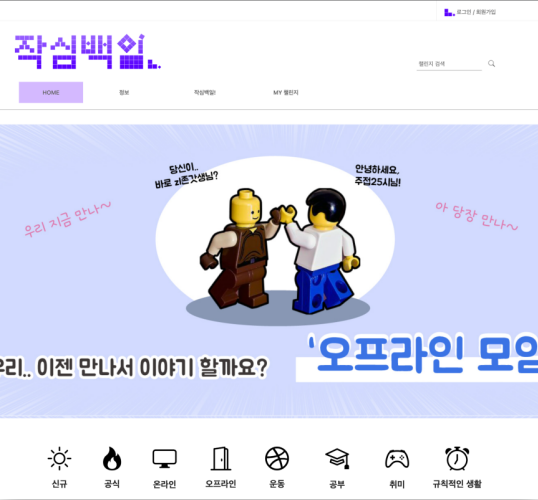 로그인 / 회원가입
작심백일.
챌린지 검색
HOME
정보
작심백일!
MY 챌린지
당신이..
바로 zl존갓생님?
안녕하세요,
주접25시님!
우리 지금 만나~
아 당장 만나~
우리.. 이젠 만나서 이야기 할까요?
'오프라인 모임
신규
공식
온라인
오프라인
운동
공부
취미
규칙적인 생활